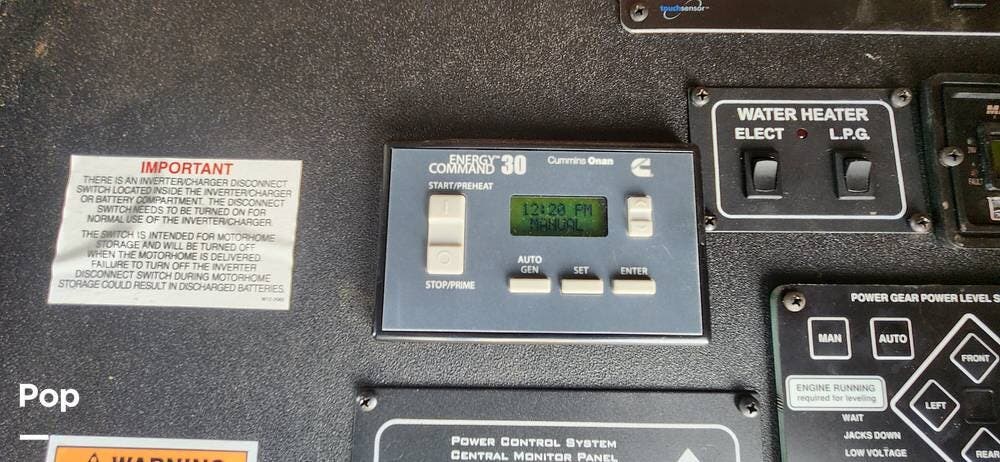 touchsensor™
WATER HEATER
ELECT L.P.G.
FAULT
IMPORTANT
THERE IS AN INVERTER/CHARGER DISCONNECT
SWITCH LOCATED INSIDE THE INVERTER/CHARGER
OR BATTERY COMPARTMENT. THE DISCONNECT
SWITCH NEEDS TO BE TURNED ON FOR
NORMAL USE OF THE INVERTER/CHARGER.
THE SWITCH IS INTENDED FOR MOTORHOME
STORAGE AND WILL BE TURNED OFF
WHEN THE MOTORHOME IS DELIVERED.
FAILURE TO TURN OFF THE INVERTER
DISCONNECT SWITCH DURING MOTORHOME
STORAGE COULD RESULT IN DISCHARGED BATTERIES.
ENERGY™
COMMAND 30
Cummins Onan
START/PREHEAT
12:20 PM
MANUAL
AUTO
GEN SET ENTER
STOP/PRIME
POWER GEAR POWER LEVEL S
MAN AUTO
FRONT
ENGINE RUNNING
required for leveling
LEFT
WAIT
JACKS DOWN
LOW VOLTAGE
REAR
Pop
WARNING
POWER CONTROL SYSTEM
CENTRAL MONITOR PANEL